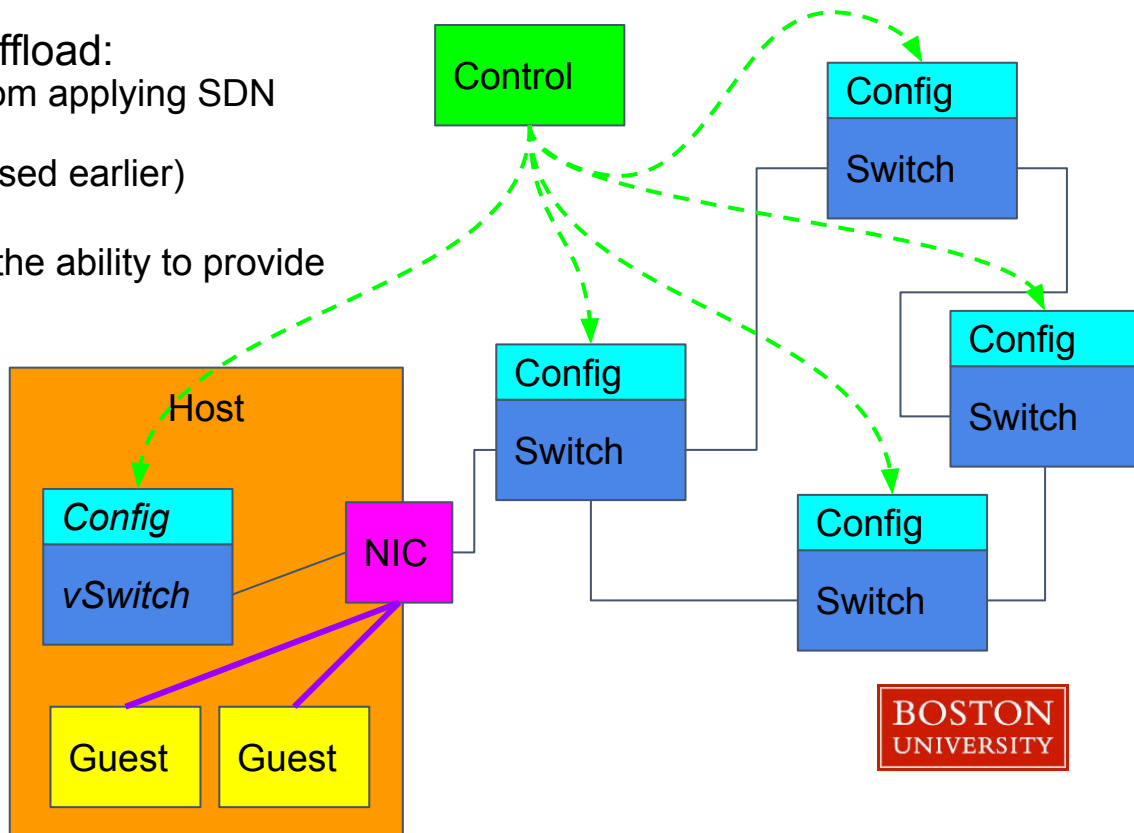 ffload:
om applying SDN
sed earlier)
the ability to provide
Control
Config
Switch
Config
Switch
Config
Switch
Config
Switch
Host
Config
vSwitch
NIC
Guest
Guest
BOSTON
UNIVERSITY